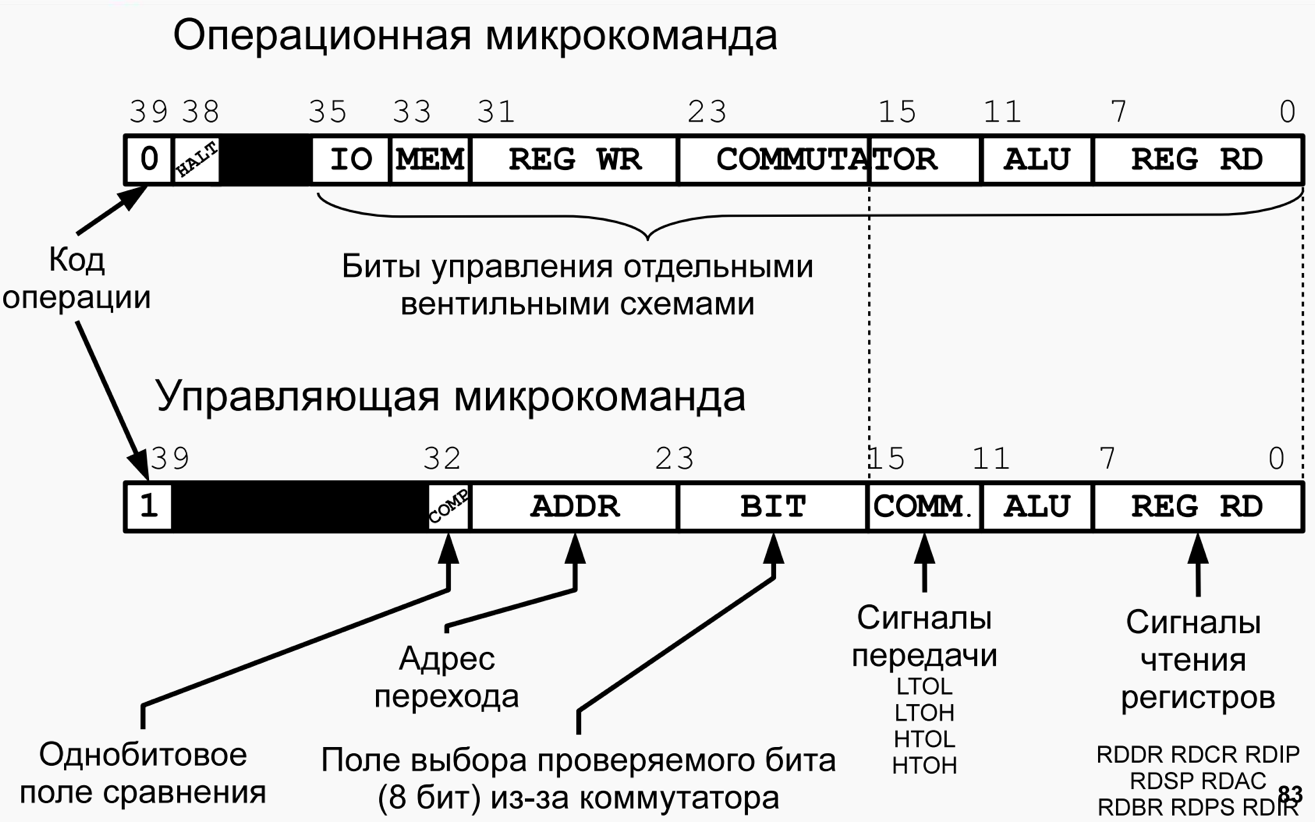 Операционная микрокоманда
39 38 35 33 31 23 15 11 7 0
0 HALT IO MEM REG WR COMMUTATOR ALU REG RD
Код
операции
Биты управления отдельными
вентильными схемами
Управляющая микрокоманда
39 32 23 15 11 7 0
1 COMP ADDR BIT COMM. ALU REG RD
Сигналы
передачи
LTOL
LTOH
HTOL
HTOH
Сигналы
чтения
регистров
RDDR RDCR RDIP
RDSP RDAC
RDBR RDPS RDIR
Адрес
перехода
Однобитовое
поле сравнения
Поле выбора проверяемого бита
(8 бит) из-за коммутатора
83